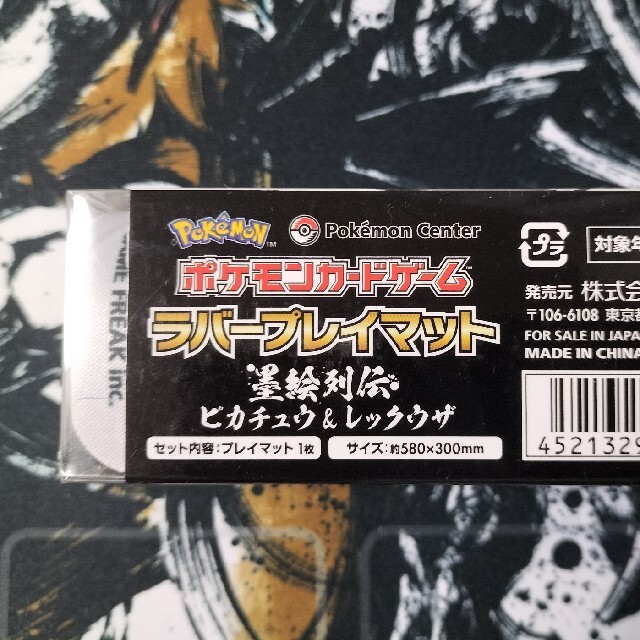 Pokémon Pokémon Center
ポケモンカードゲーム
ラバープレイマット
墨絵列伝
ピカチュウ&レックウザ
セット内容：プレイマット 1枚 サイズ：約580×300mm
プラ
対象年
発売元 株式会
〒106-6108 東京都
FOR SALE IN JAPA
MADE IN CHINA
4521329
FREAK inc.